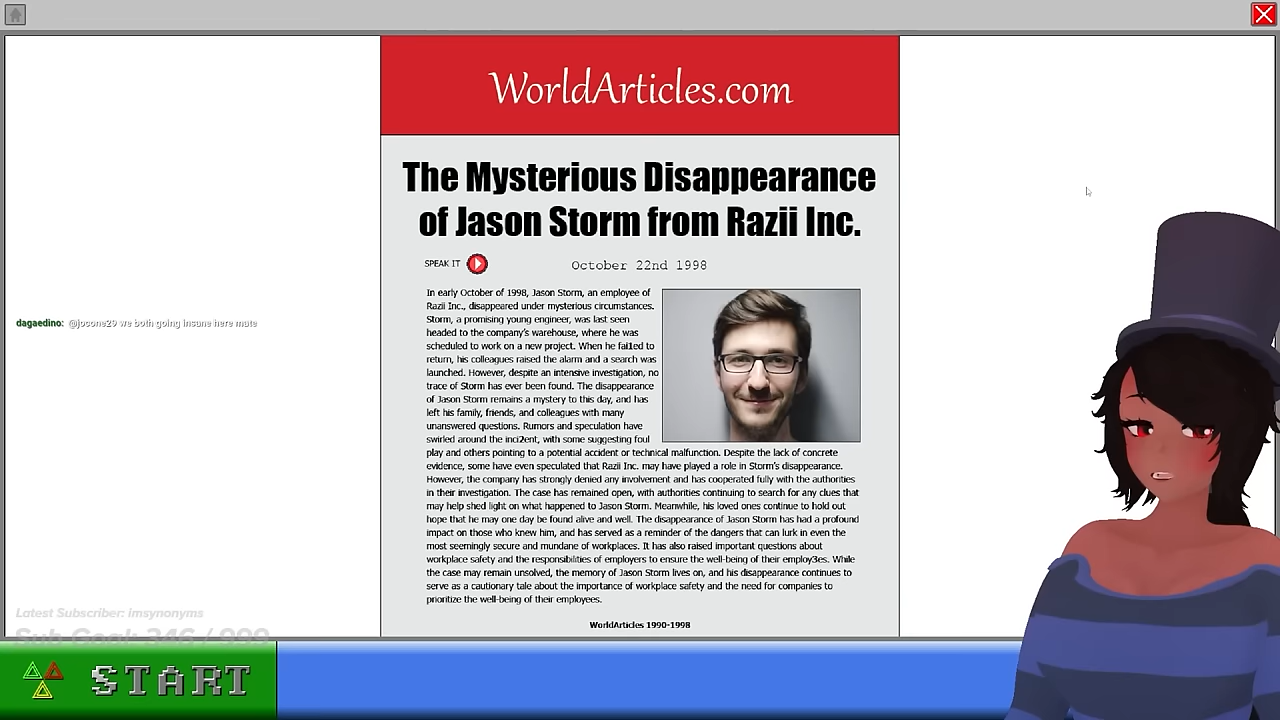 WorldArticles.com
The Mysterious Disappearance
of Jason Storm from Razii Inc.
SPEAK IT
October 22nd 1998
In early October of 1998, Jason Storm, an employee of
Razii Inc., disappeared under mysterious circumstances.
Storm, a promising young engineer, was last seen
headed to the company's warehouse, where he was
scheduled to work on a new project. When he fai1ed to
return, his colleagues raised the alarm and a search was
launched. However, despite an intensive investigation, no
trace of Storm has ever been found. The disappearance
of Jason Storm remains a mystery to this day, and has
left his family, friends, and colleagues with many
unanswered questions. Rumors and speculation have
swirled around the inci2ent, with some suggesting foul
play and others pointing to a potential accident or technical malfunction. Despite the lack of concrete
evidence, some have even speculated that Razii Inc. may have played a role in Storm's disappearance.
However, the company has strongly denied any involvement and has cooperated fully with the authorities
in their investigation. The case has remained open, with authorities continuing to search for any clues that
may help shed light on what happened to Jason Storm. Meanwhile, his loved ones continue to hold out
hope that he may one day be found alive and well. The disappearance of Jason Storm has had a profound
impact on those who knew him, and has served as a reminder of the dangers that can lurk in even the
most seemingly secure and mundane of workplaces. It has also raised important questions about
workplace safety and the responsibilities of employers to ensure the well-being of their employ3es. While
the case may remain unsolved, the memory of Jason Storm lives on, and his disappearance continues to
serve as a cautionary tale about the importance of workplace safety and the need for companies to
prioritize the well-being of their employees.
WorldArticles 1990-1998
dagaedino: @jocone29 we both going insane here mate
Latest Subscriber: imsynonyms
Sub Goal: 346 / 999
START